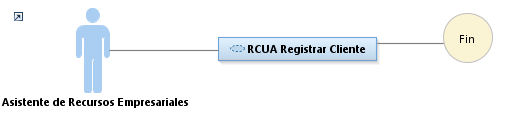 RCUA Registrar Cliente
Fin
Asistente de Recursos Empresariales